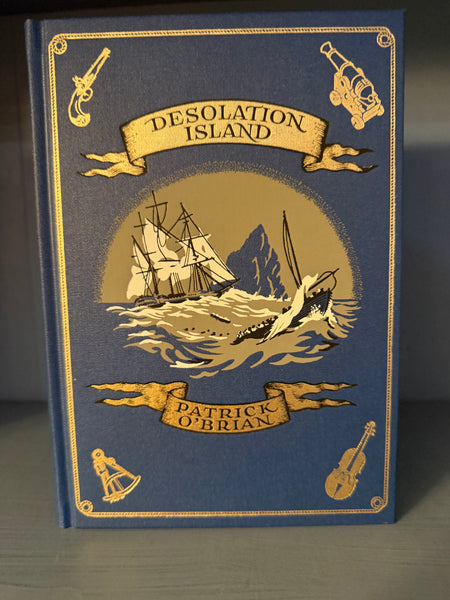 DESOLATION
ISLAND
PATRICK
O'BRIAN